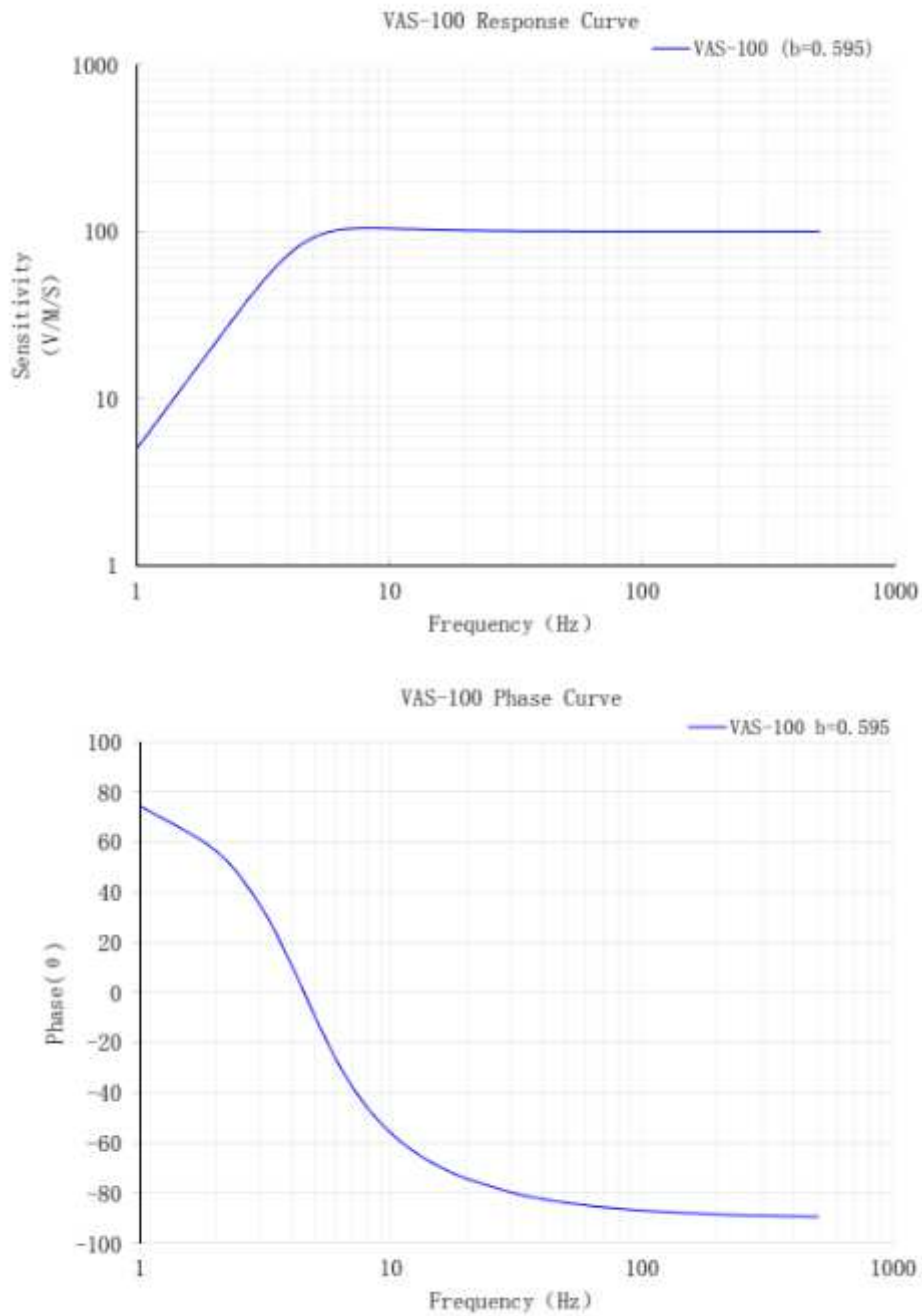 VAS-100 Response Curve
VAS-100 (b=0.595)
1000
100
10
1
Sensitivity
(V/M/S)
1
10
100
1000
Frequency (Hz)
VAS-100 Phase Curve
VAS-100 b=0.595
100
80
60
40
20
0
-20
-40
-60
-80
-100
Phase(θ)
1
10
100
1000
Frequency (Hz)